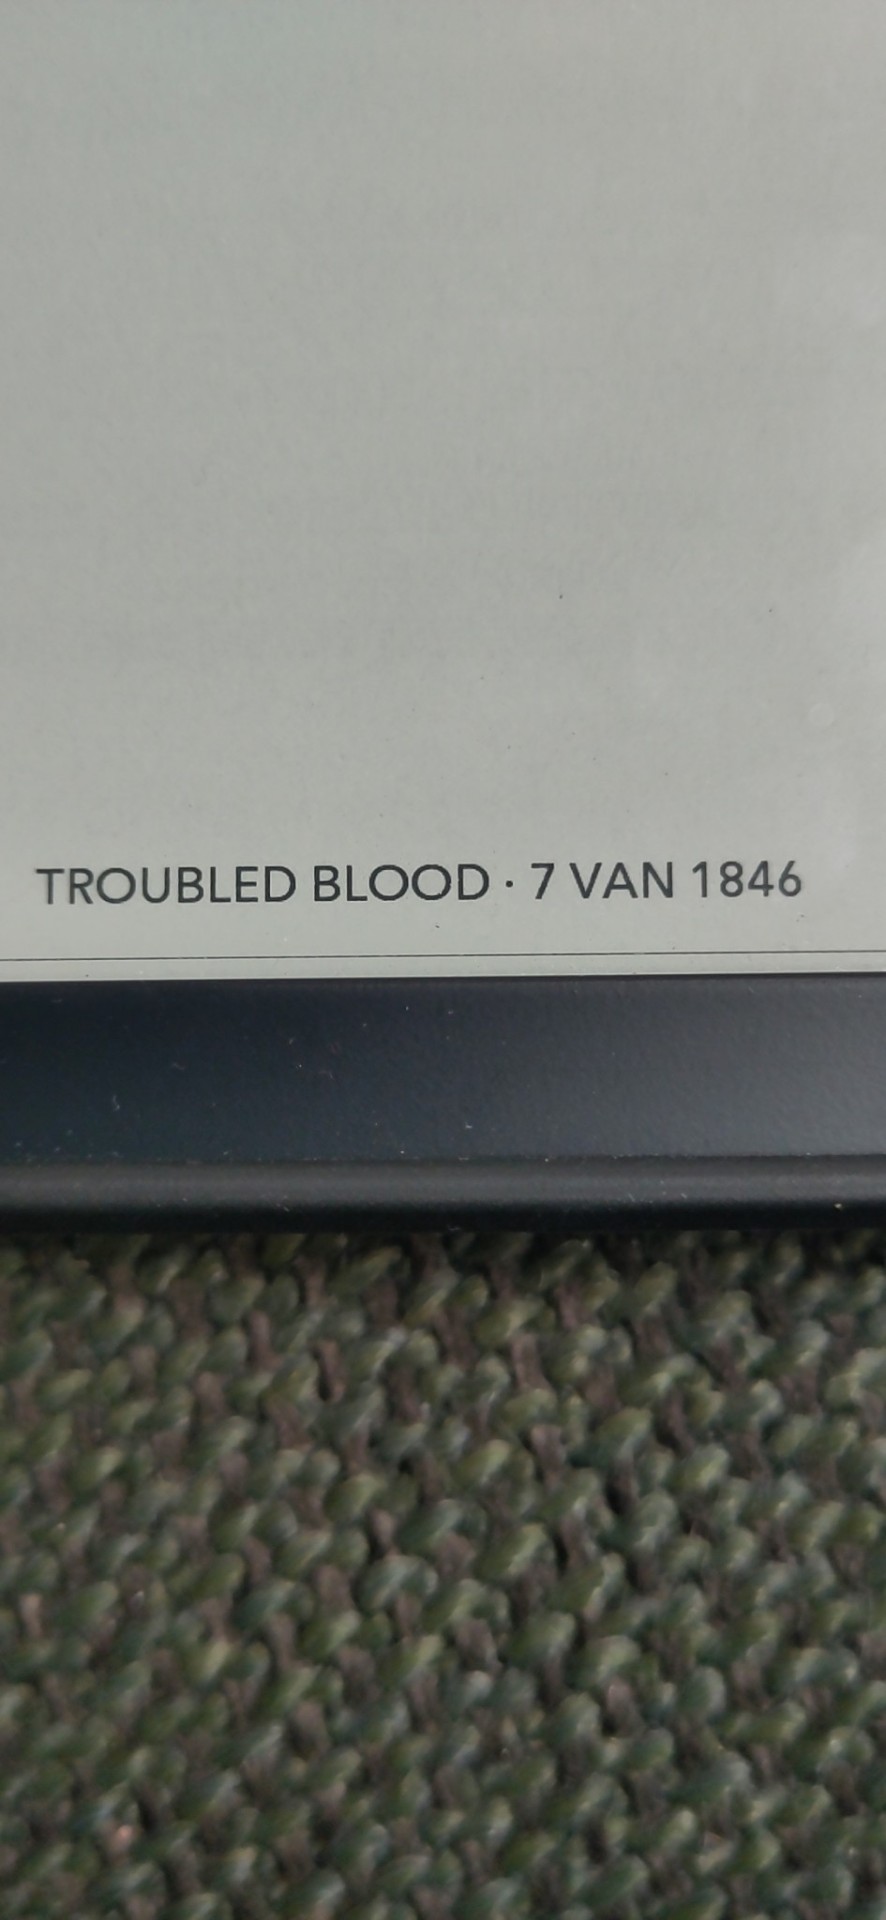 TROUBLED BLOOD · 7 VAN 1846